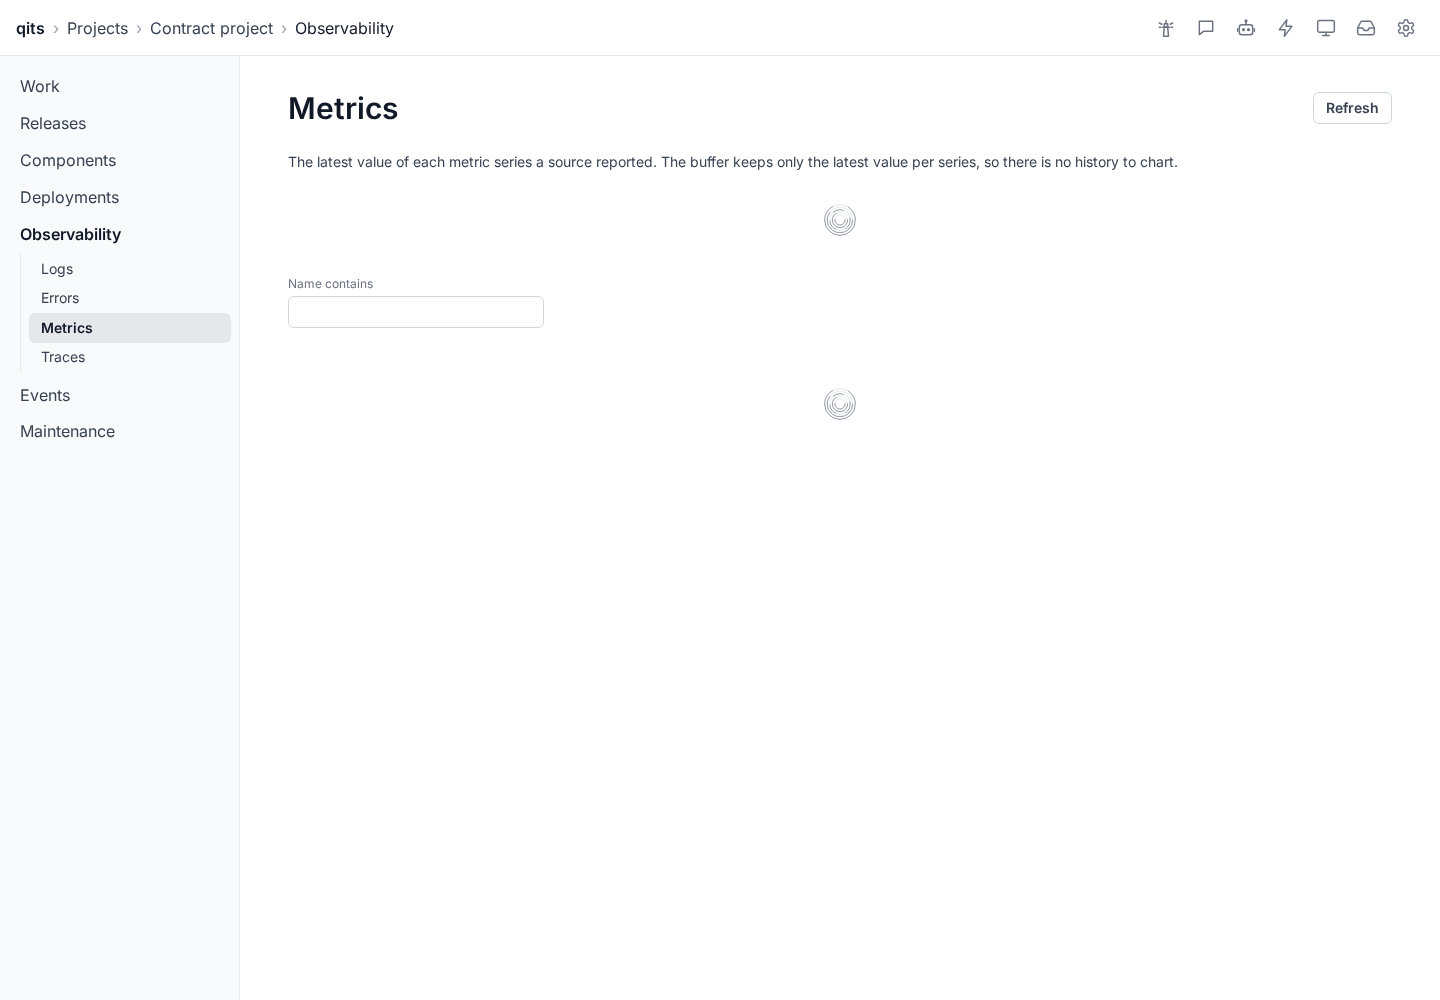 qits › Projects › Contract project › Observability
Work
Releases
Components
Deployments
Observability
Logs
Errors
Metrics
Traces
Events
Maintenance
Metrics
Refresh
The latest value of each metric series a source reported. The buffer keeps only the latest value per series, so there is no history to chart.
Name contains